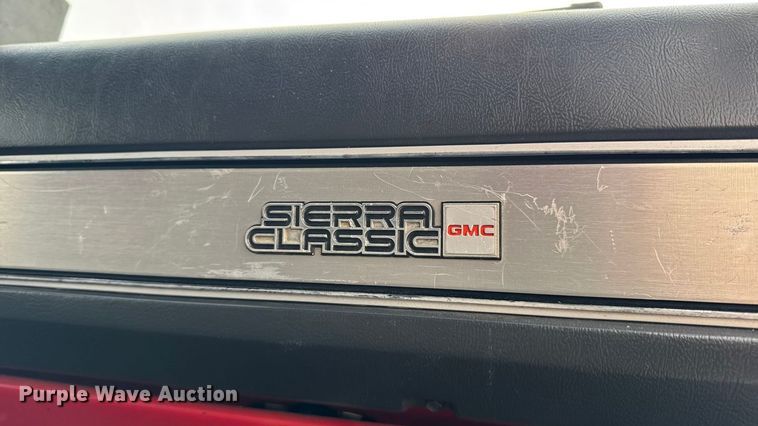 SIERRA
CLASSIC GMC
Purple Wave Auction